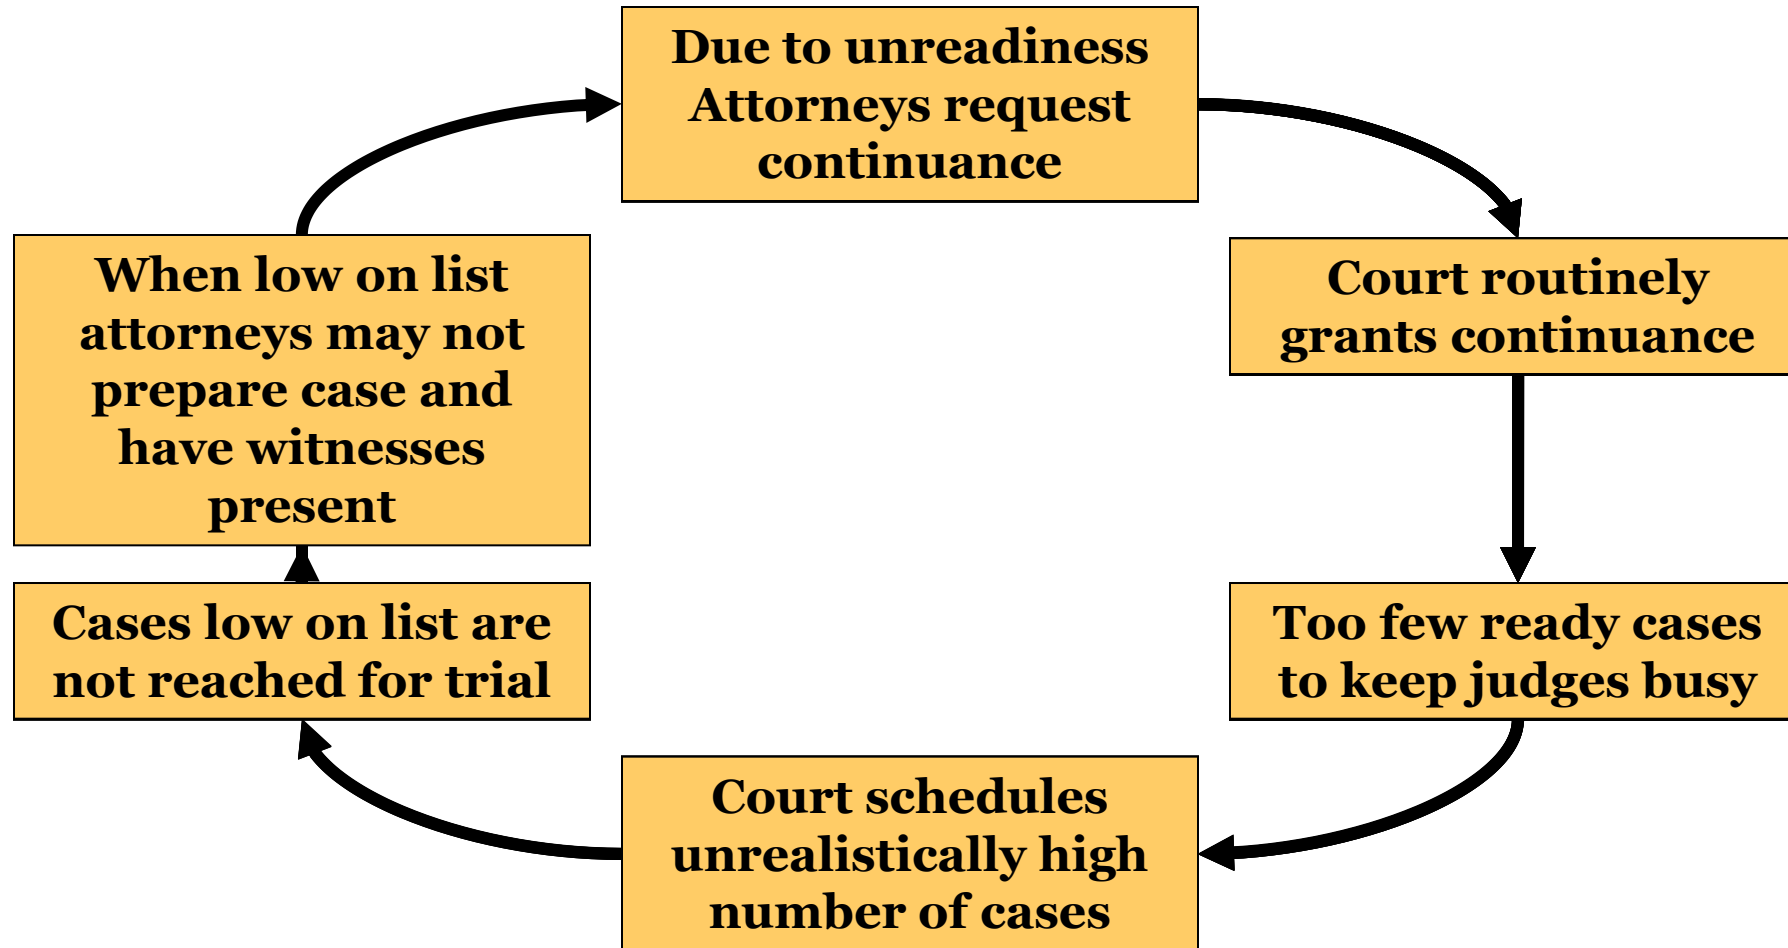 Due to unreadiness
Attorneys request
continuance
Court routinely
grants continuance
Too few ready cases
to keep judges busy
Court schedules
unrealistically high
number of cases
Cases low on list are
not reached for trial
When low on list
attorneys may not
prepare case and
have witnesses
present